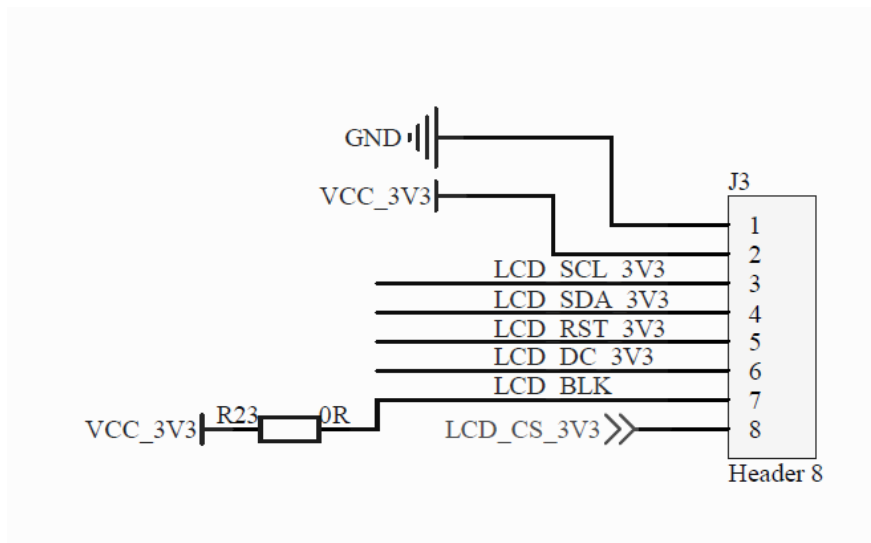 GND
VCC_3V3
J3
1
2
LCD_SCL_3V3
3
LCD_SDA_3V3
4
LCD_RST_3V3
5
LCD_DC_3V3
6
LCD_BLK
7
VCC_3V3 R23 0R
LCD_CS_3V3
8
Header 8